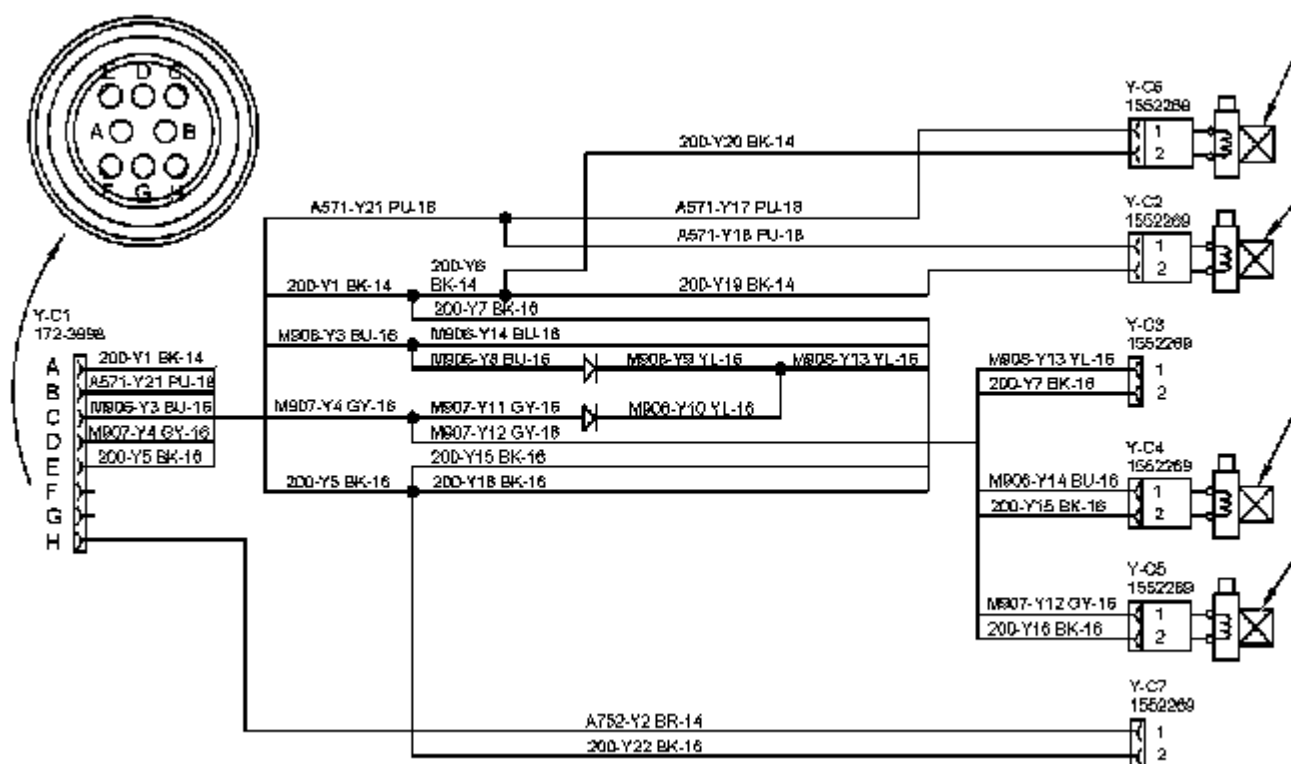 E D C
A B
F G H
Y-C1
172-3998
A 200-Y1 BK-14
B A571-Y21 PU-18
C M906-Y3 BU-16
D M907-Y4 GY-16
E 200-Y5 BK-16
F
G
H
A571-Y21 PU-18
200-Y1 BK-14
M906-Y3 BU-16
M907-Y4 GY-16
200-Y5 BK-16
200-Y6
BK-14
200-Y7 BK-16
M906-Y14 BU-16
M906-Y8 BU-16
M907-Y11 GY-16
M907-Y12 GY-16
200-Y15 BK-16
200-Y16 BK-16
200-Y20 BK-14
A571-Y17 PU-18
A571-Y18 PU-18
200-Y19 BK-14
M908-Y9 YL-16
M908-Y13 YL-16
M908-Y10 YL-16
A752-Y2 BR-14
200-Y22 BK-16
Y-C6
1552269
1
2
Y-C2
1552269
1
2
Y-C3
1552269
M908-Y13 YL-16 1
200-Y7 BK-16 2
Y-C4
1552269
M906-Y14 BU-16 1
200-Y15 BK-16 2
Y-C5
1552269
M907-Y12 GY-16 1
200-Y16 BK-16 2
Y-C7
1552269
1
2